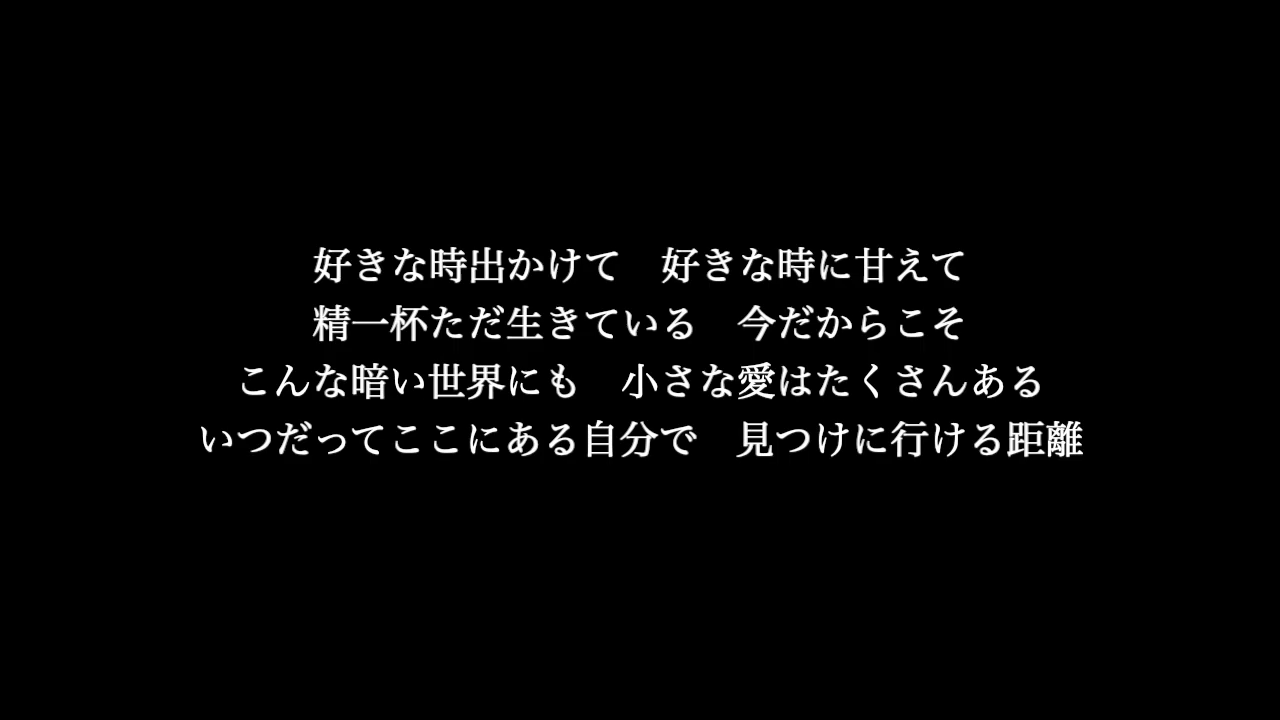 好きな時出かけて　好きな時に甘えて
精一杯ただ生きている　今だからこそ
こんな暗い世界にも　小さな愛はたくさんある
いつだってここにある自分で　見つけに行ける距離